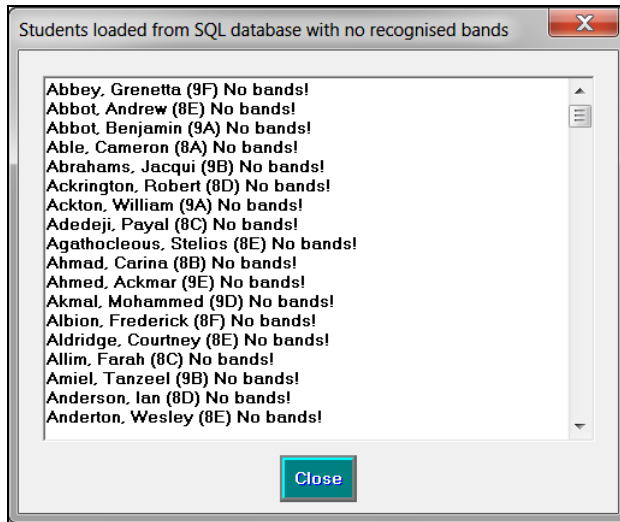 Students loaded from SQL database with no recognised bands
Abbey, Grenetta (9F) No bands!
Abbot, Andrew (8E) No bands!
Abbot, Benjamin (9A) No bands!
Able, Cameron (8A) No bands!
Abrahams, Jacqui (9B) No bands!
Ackrington, Robert (8D) No bands!
Ackton, William (9A) No bands!
Adedeji, Payal (8C) No bands!
Agathocleous, Stelios (8E) No bands!
Ahmad, Carina (8B) No bands!
Ahmed, Ackmar (9E) No bands!
Akmal, Mohammed (9D) No bands!
Albion, Frederick (8F) No bands!
Aldridge, Courtney (8E) No bands!
Allim, Farah (8C) No bands!
Amiel, Tanzeel (9B) No bands!
Anderson, Ian (8D) No bands!
Anderton, Wesley (8E) No bands!
Close